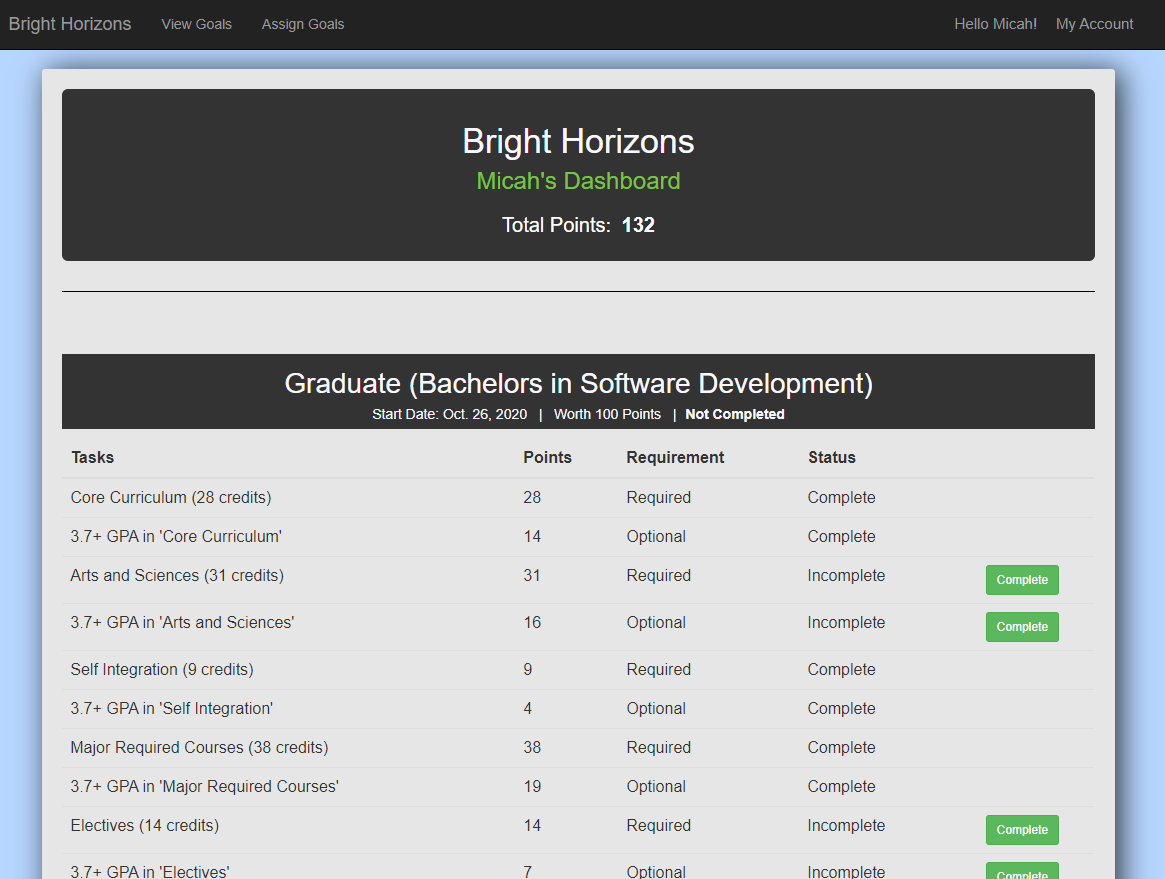 Bright Horizons View Goals Assign Goals Hello Micah! My Account
Bright Horizons
Micah's Dashboard
Total Points: 132
Graduate (Bachelors in Software Development)
Start Date: Oct. 26, 2020 | Worth 100 Points | Not Completed
Tasks Points Requirement Status
Core Curriculum (28 credits) 28 Required Complete
3.7+ GPA in 'Core Curriculum' 14 Optional Complete
Arts and Sciences (31 credits) 31 Required Incomplete Complete
3.7+ GPA in 'Arts and Sciences' 16 Optional Incomplete Complete
Self Integration (9 credits) 9 Required Complete
3.7+ GPA in 'Self Integration' 4 Optional Complete
Major Required Courses (38 credits) 38 Required Complete
3.7+ GPA in 'Major Required Courses' 19 Optional Complete
Electives (14 credits) 14 Required Incomplete Complete
3.7+ GPA in 'Electives' 7 Optional Incomplete Complete